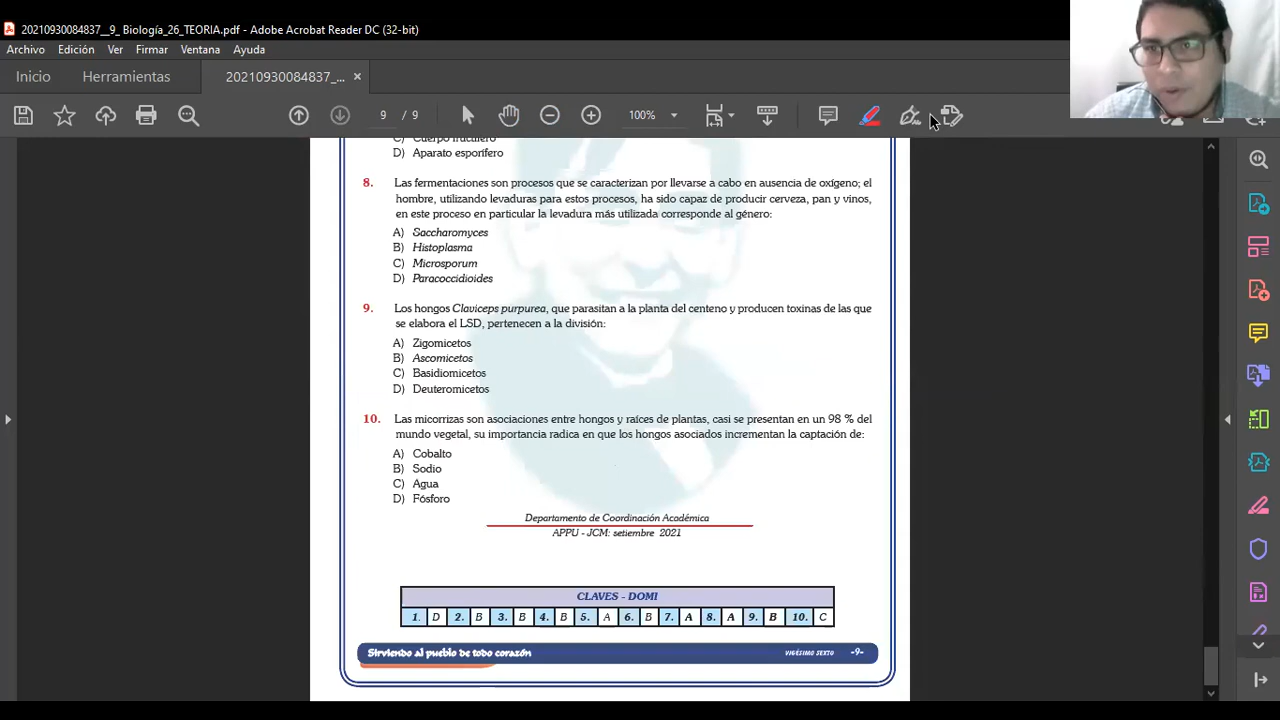 20210930084837__9_ Biología_26_TEORIA.pdf - Adobe Acrobat Reader DC (32-bit)
Archivo Edición Ver Firmar Ventana Ayuda
Inicio Herramientas 20210930084837_... ×
9 / 9 100%
C) Cuerpo fructífero
D) Aparato esporífero
8. Las fermentaciones son procesos que se caracterizan por llevarse a cabo en ausencia de oxígeno; el
hombre, utilizando levaduras para estos procesos, ha sido capaz de producir cerveza, pan y vinos,
en este proceso en particular la levadura más utilizada corresponde al género:
A) Saccharomyces
B) Histoplasma
C) Microsporum
D) Paracoccidioides
9. Los hongos Claviceps purpurea, que parasitan a la planta del centeno y producen toxinas de las que
se elabora el LSD, pertenecen a la división:
A) Zigomicetos
B) Ascomicetos
C) Basidiomicetos
D) Deuteromicetos
10. Las micorrizas son asociaciones entre hongos y raíces de plantas, casi se presentan en un 98 % del
mundo vegetal, su importancia radica en que los hongos asociados incrementan la captación de:
A) Cobalto
B) Sodio
C) Agua
D) Fósforo
Departamento de Coordinación Académica
APPU - JCM: setiembre 2021
CLAVES - DOMI
1. D 2. B 3. B 4. B 5. A 6. B 7. A 8. A 9. B 10. C
Sirviendo al pueblo de todo corazón VIGÉSIMO SEXTO -9-